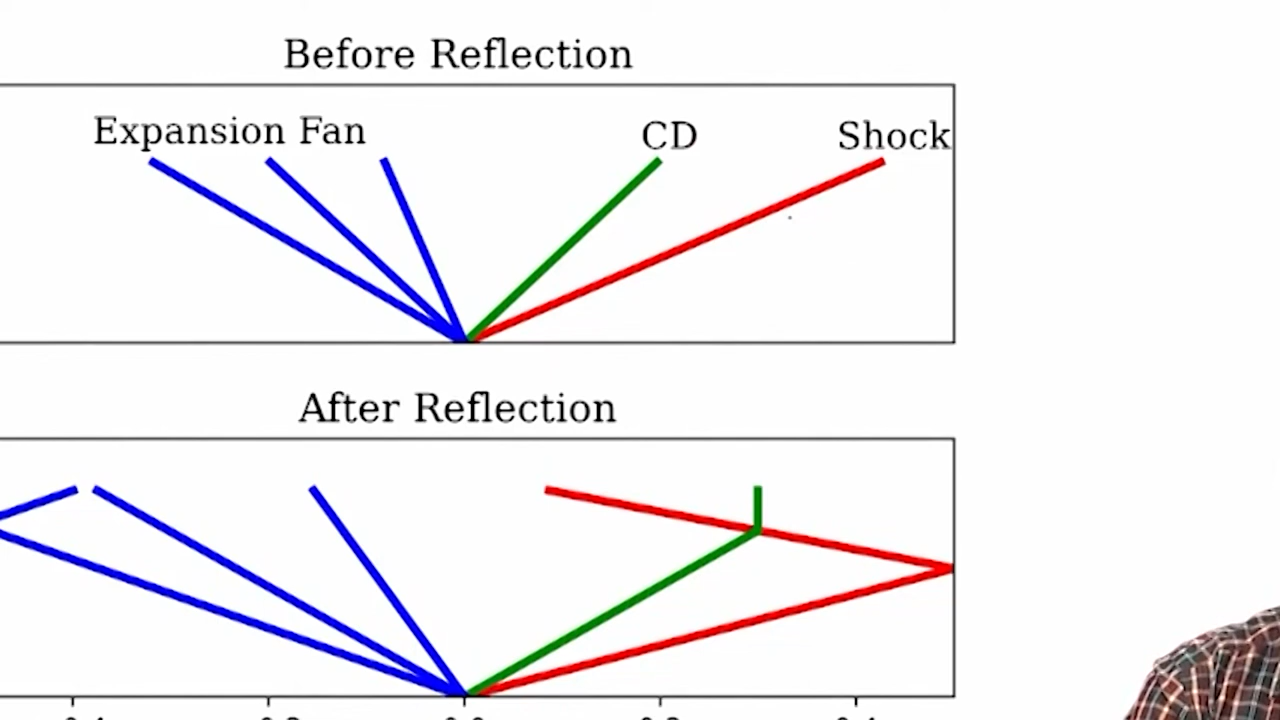 Before Reflection
Expansion Fan
CD
Shock
After Reflection